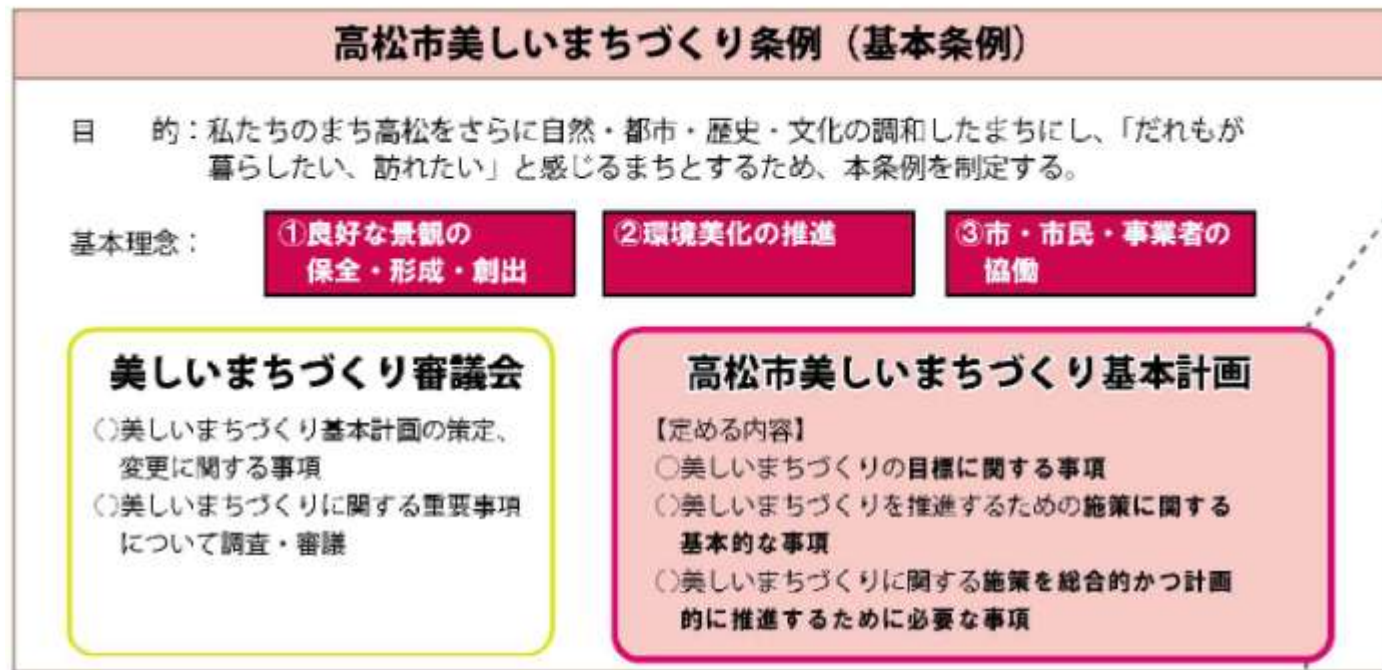 高松市美しいまちづくり条例（基本条例）
目　　的：私たちのまち高松をさらに自然・都市・歴史・文化の調和したまちにし、「だれもが
暮らしたい、訪れたい」と感じるまちとするため、本条例を制定する。
基本理念：
①良好な景観の
保全・形成・創出
②環境美化の推進
③市・市民・事業者の
協働
美しいまちづくり審議会
○美しいまちづくり基本計画の策定、
変更に関する事項
○美しいまちづくりに関する重要事項
について調査・審議
高松市美しいまちづくり基本計画
【定める内容】
○美しいまちづくりの目標に関する事項
○美しいまちづくりを推進するための施策に関する
基本的な事項
○美しいまちづくりに関する施策を総合的かつ計画
的に推進するために必要な事項